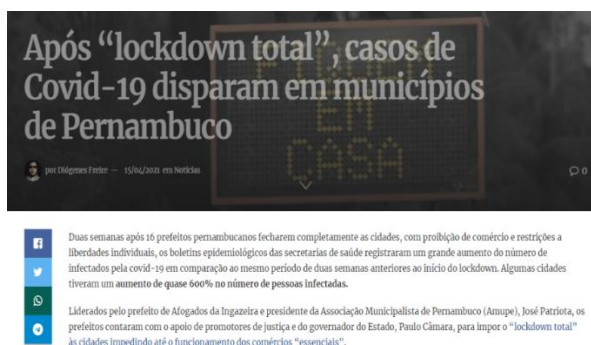 Após “lockdown total”, casos de
Covid-19 disparam em municípios
de Pernambuco
FIQUEM
EM
CASA
por Diógenes Freire — 15/04/2021 em Notícias
0
Duas semanas após 16 prefeitos pernambucanos fecharem completamente as cidades, com proibição de comércio e restrições a
liberdades individuais, os boletins epidemiológicos das secretarias de saúde registraram um grande aumento do número de
infectados pela covid-19 em comparação ao mesmo período de duas semanas anteriores ao início do lockdown. Algumas cidades
tiveram um aumento de quase 600% no número de pessoas infectadas.
Liderados pelo prefeito de Afogados da Ingazeira e presidente da Associação Municipalista de Pernambuco (Amupe), José Patriota, os
prefeitos contaram com o apoio de promotores de justiça e do governador do Estado, Paulo Câmara, para impor o “lockdown total”
às cidades impedindo até o funcionamento dos comércios “essenciais”.